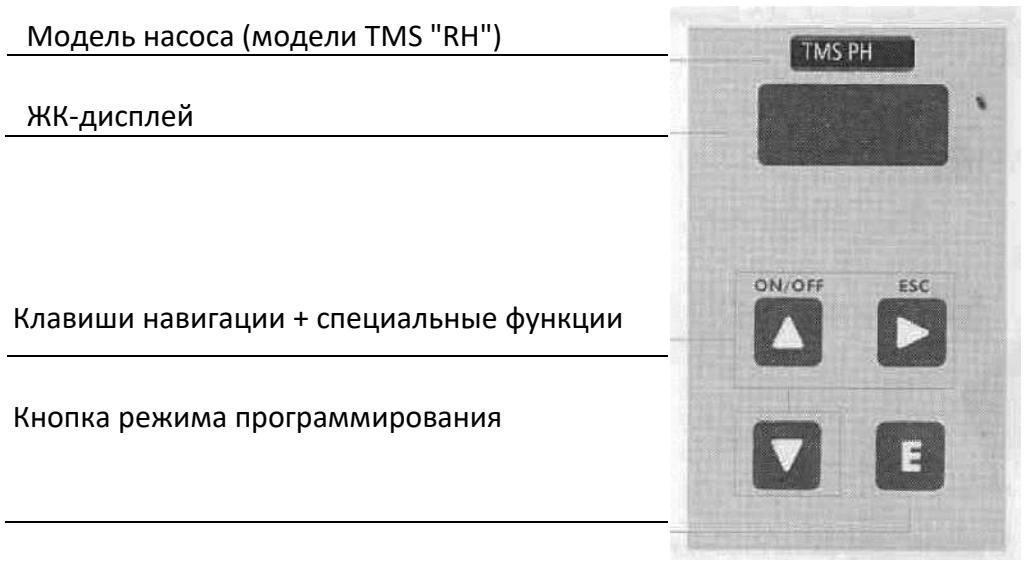 Модель насоса (модели TMS "RH")
TMS PH
ЖК-дисплей
ON/OFF ESC
Клавиши навигации + специальные функции
Кнопка режима программирования
E